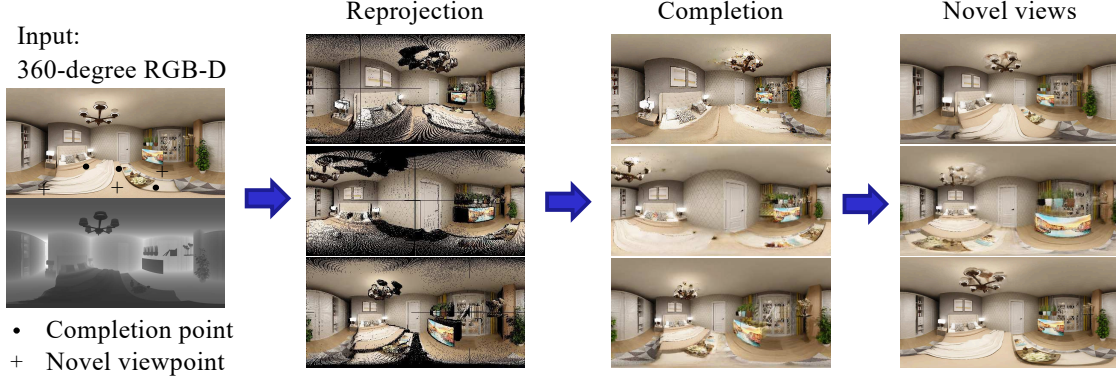 Input:
360-degree RGB-D
Reprojection
Completion
Novel views
• Completion point
+ Novel viewpoint